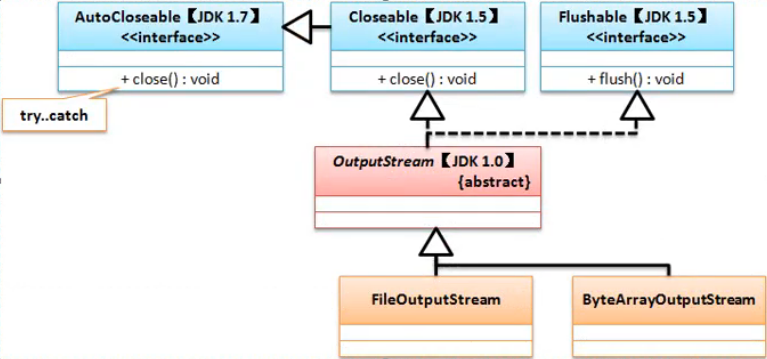 AutoCloseable【JDK 1.7】
<<interface>>
+ close() : void
try..catch
Closeable【JDK 1.5】
<<interface>>
+ close() : void
Flushable【JDK 1.5】
<<interface>>
+ flush() : void
OutputStream【JDK 1.0】
{abstract}
FileOutputStream
ByteArrayOutputStream